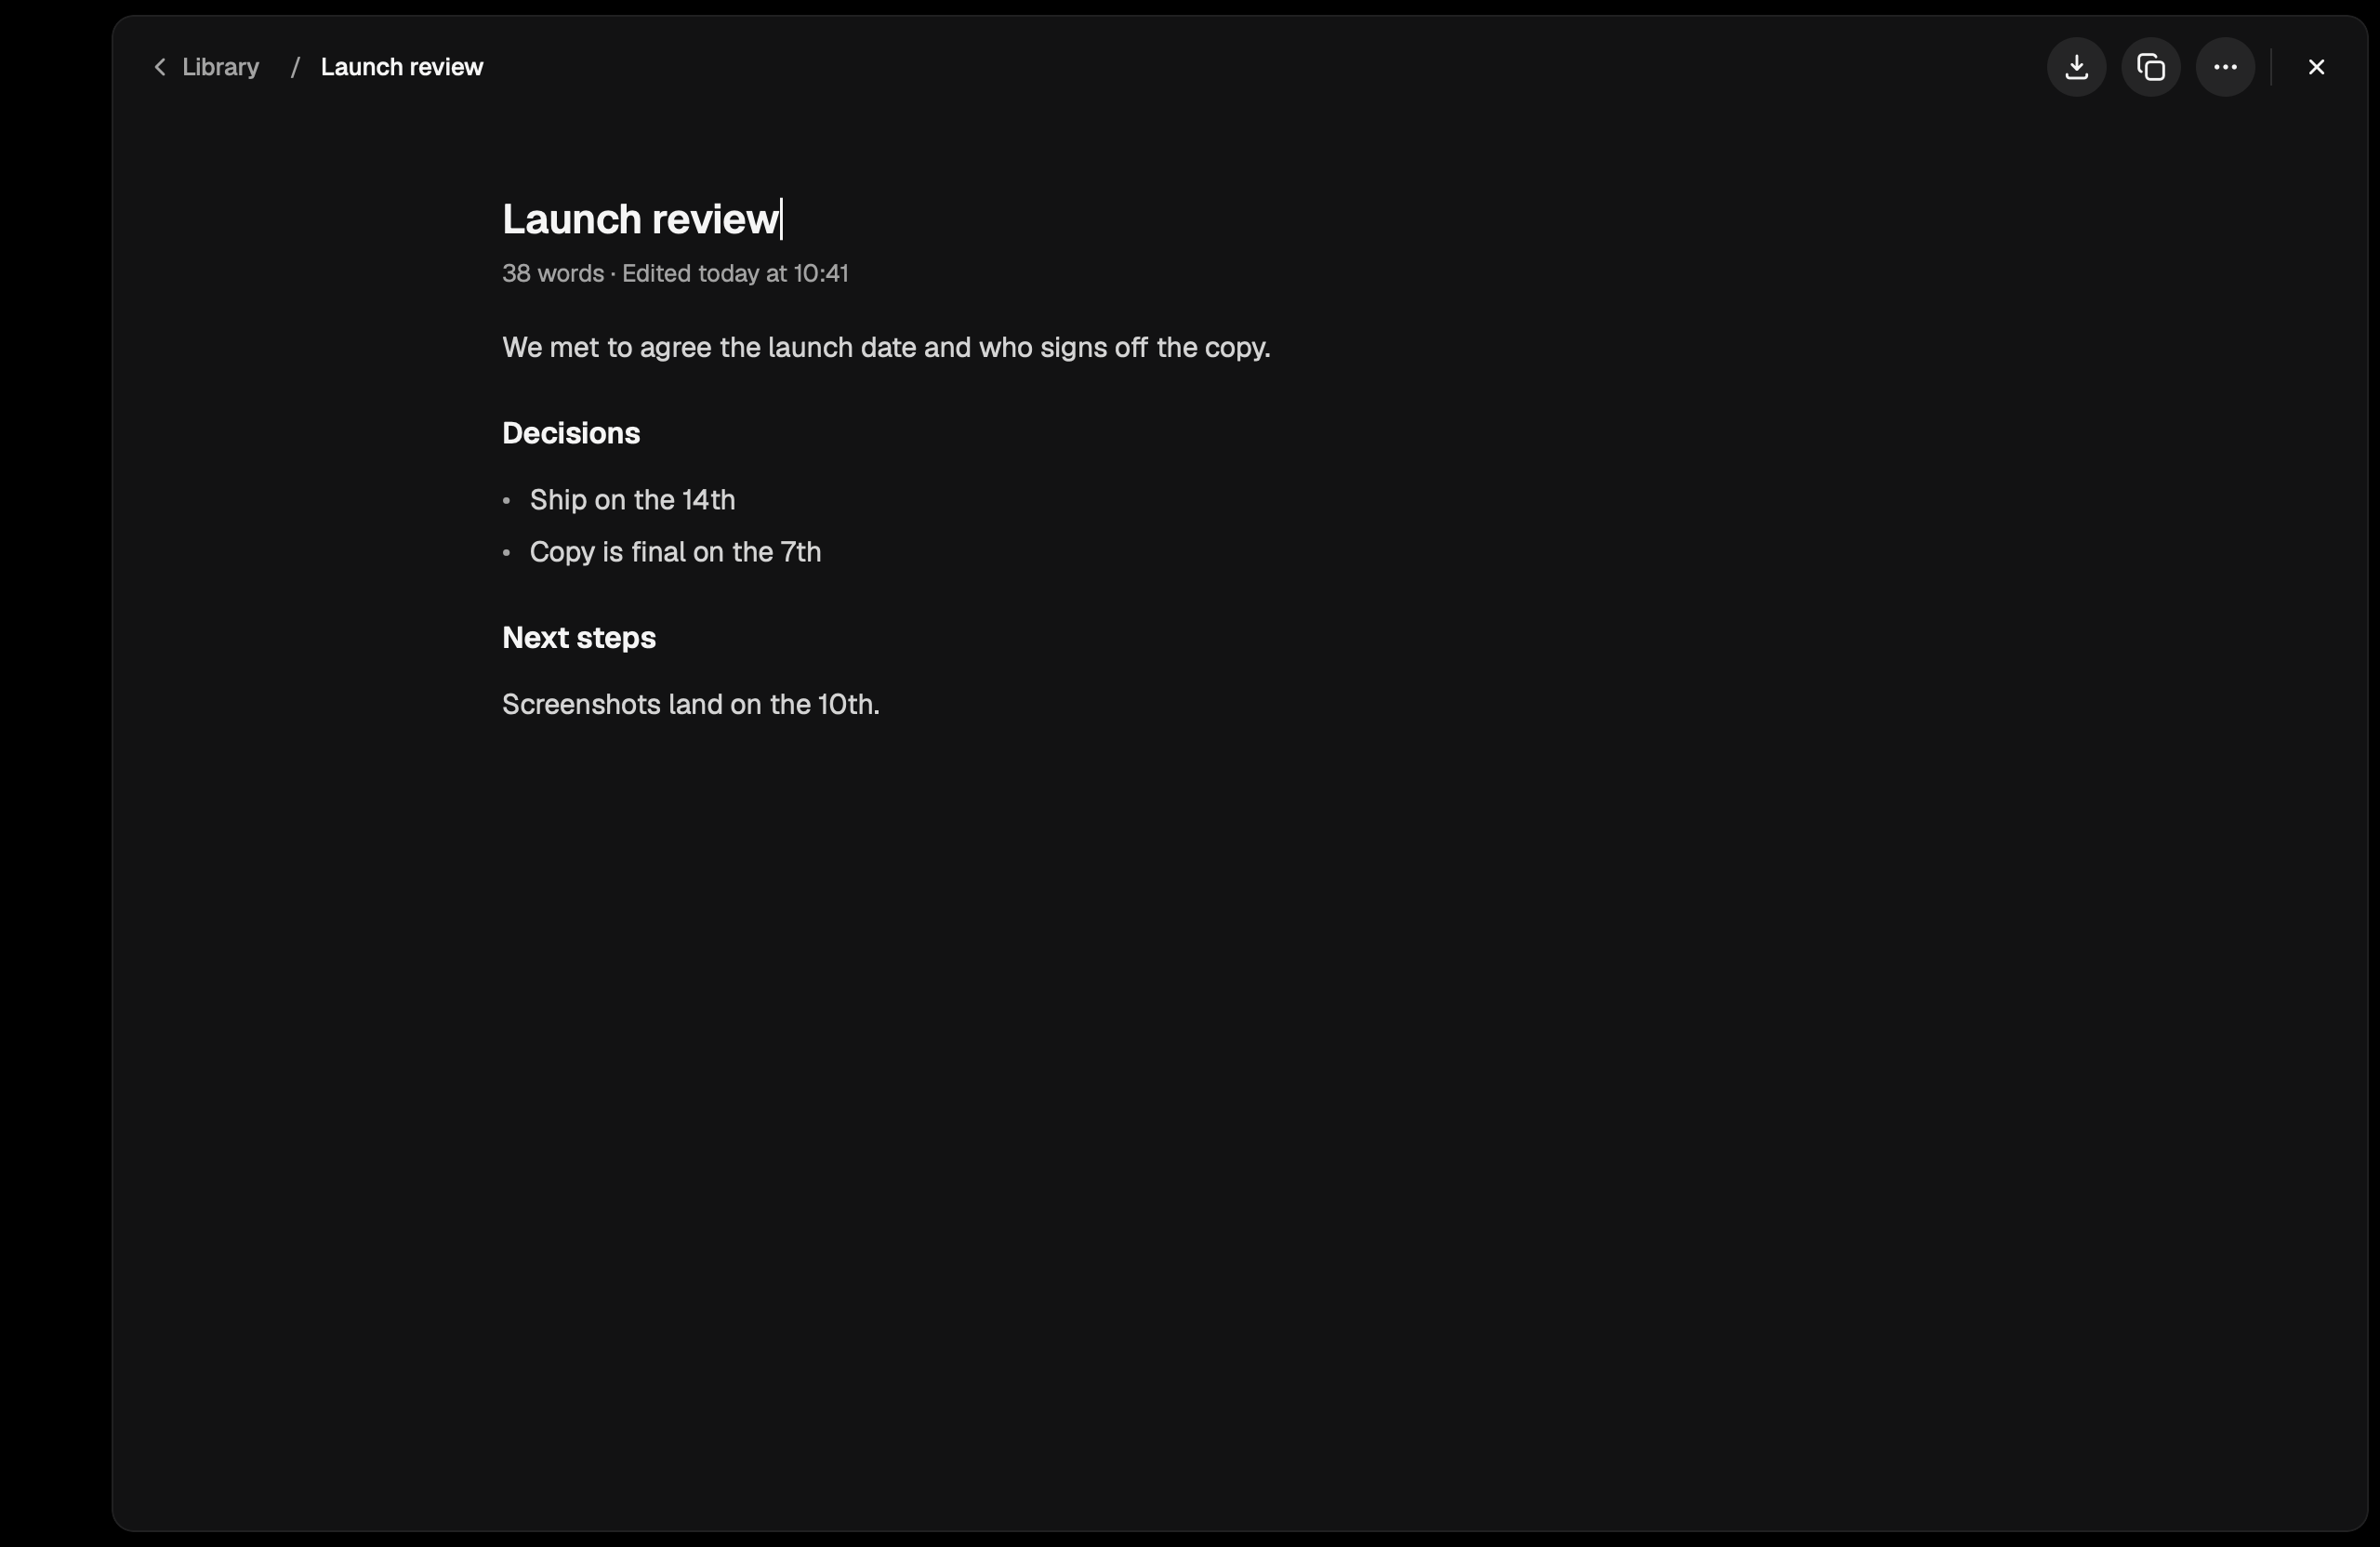 Library / Launch review
Launch review
38 words · Edited today at 10:41
We met to agree the launch date and who signs off the copy.
Decisions
• Ship on the 14th
• Copy is final on the 7th
Next steps
Screenshots land on the 10th.